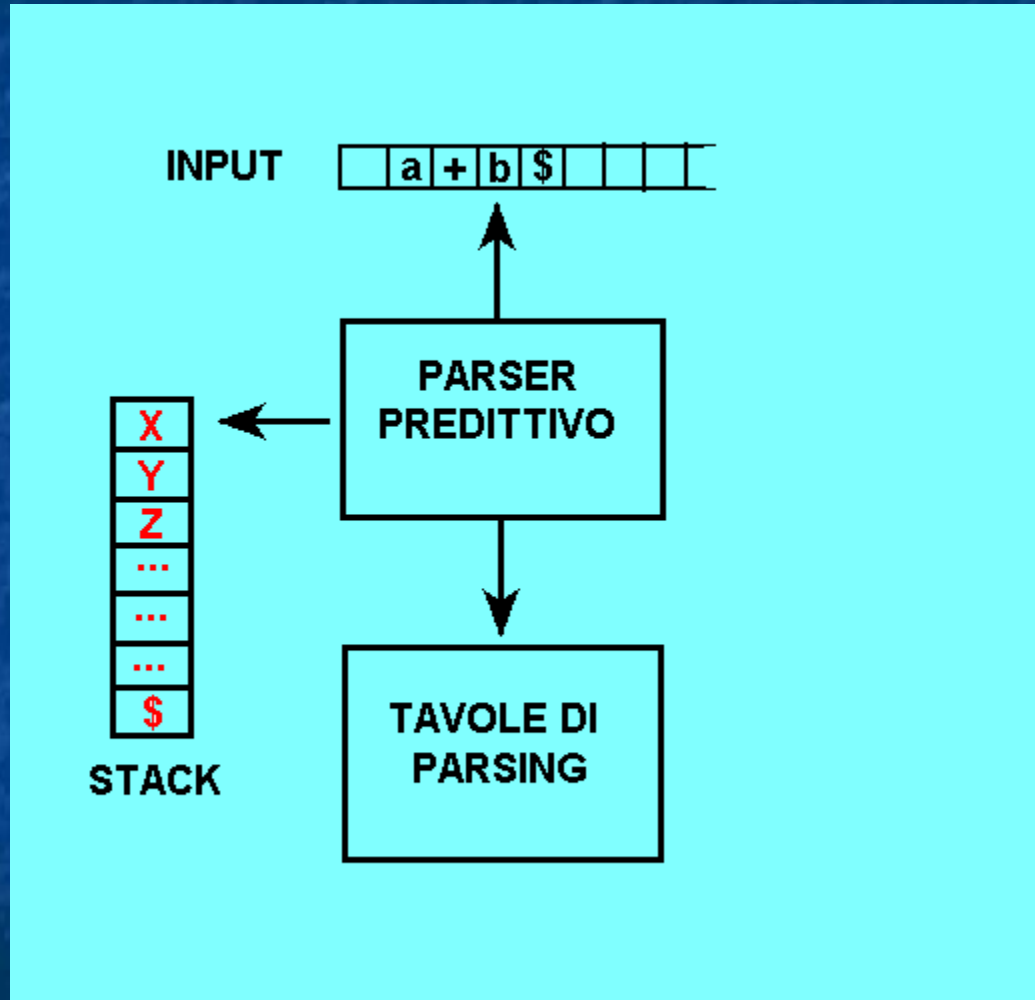 INPUT
a + b $
PARSER
PREDITTIVO
X
Y
Z
...
...
...
$
STACK
TAVOLE DI
PARSING